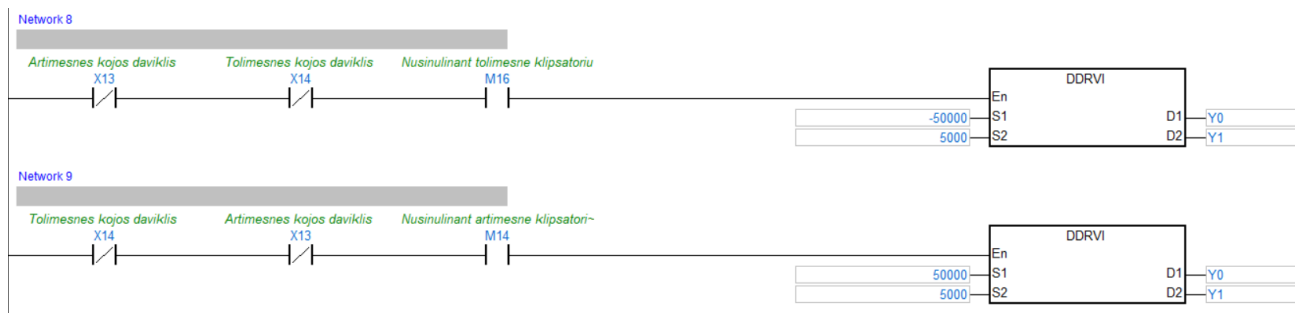 Network 8
Artimesnes kojos daviklis Tolimesnes kojos daviklis Nusinulinant tolimesne klipsatoriu
X13 X14 M16
DDRVI
En
-50000 S1 D1 Y0
5000 S2 D2 Y1
Network 9
Tolimesnes kojos daviklis Artimesnes kojos daviklis Nusinulinant artimesne klipsatori~
X14 X13 M14
DDRVI
En
50000 S1 D1 Y0
5000 S2 D2 Y1